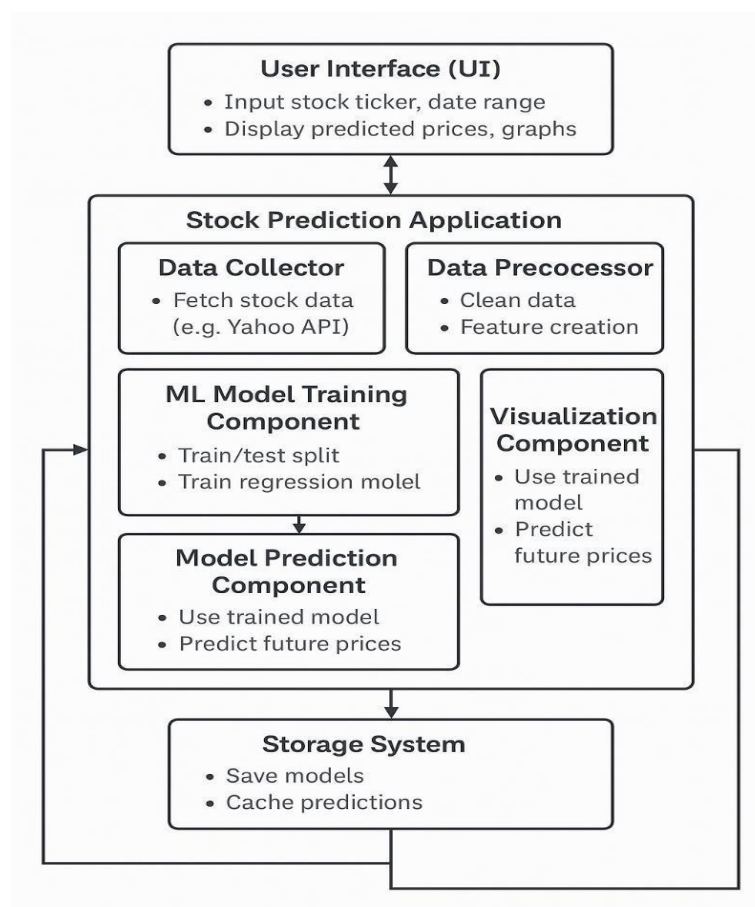 User Interface (UI)
• Input stock ticker, date range
• Display predicted prices, graphs
Stock Prediction Application
Data Collector
• Fetch stock data
(e.g. Yahoo API)
Data Precocessor
• Clean data
• Feature creation
ML Model Training
Component
• Train/test split
• Train regression molel
Visualization
Component
• Use trained
model
• Predict
future prices
Model Prediction
Component
• Use trained model
• Predict future prices
Storage System
• Save models
• Cache predictions